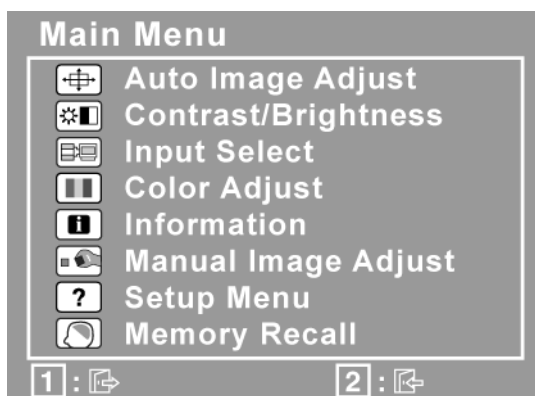 Main Menu
Auto Image Adjust
Contrast/Brightness
Input Select
Color Adjust
i Information
Manual Image Adjust
? Setup Menu
Memory Recall
1 : 2 :